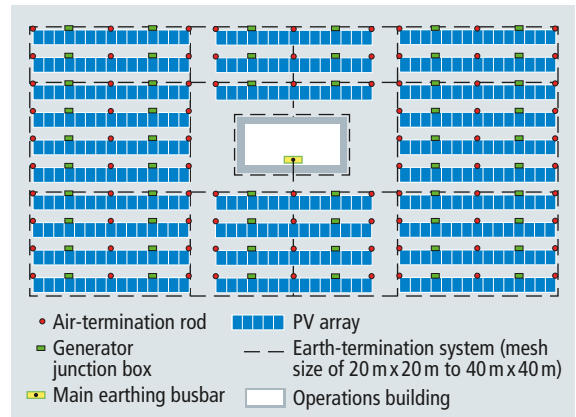 Air-termination rod
PV array
Generator
junction box
Earth-termination system (mesh
size of 20 m x 20 m to 40 m x 40 m)
Main earthing busbar
Operations building